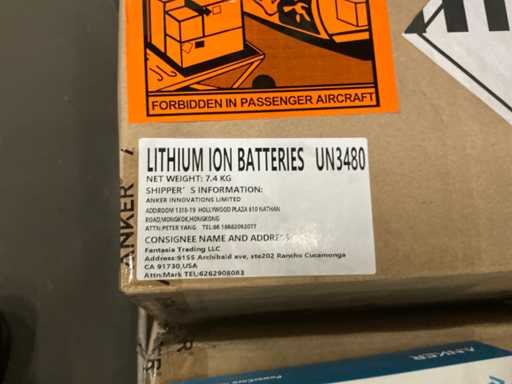 FORBIDDEN IN PASSENGER AIRCRAFT
LITHIUM ION BATTERIES UN3480
NET WEIGHT: 7.4 KG
SHIPPER'S INFORMATION:
ANKER INNOVATIONS LIMITED
ADD:ROOM 1318-19 HOLLYWOOD PLAZA 610 NATHAN
ROAD,MONGKOK,HONGKONG
ATTN:PETER YANG TEL:86 18682082077
CONSIGNEE NAME AND ADDRESS
Fantasia Trading LLC
Address:9155 Archibald ave, ste202 Rancho Cucamonga
CA 91730,USA
Attn:Mark TEL:6262908083
ANKER
ANKER